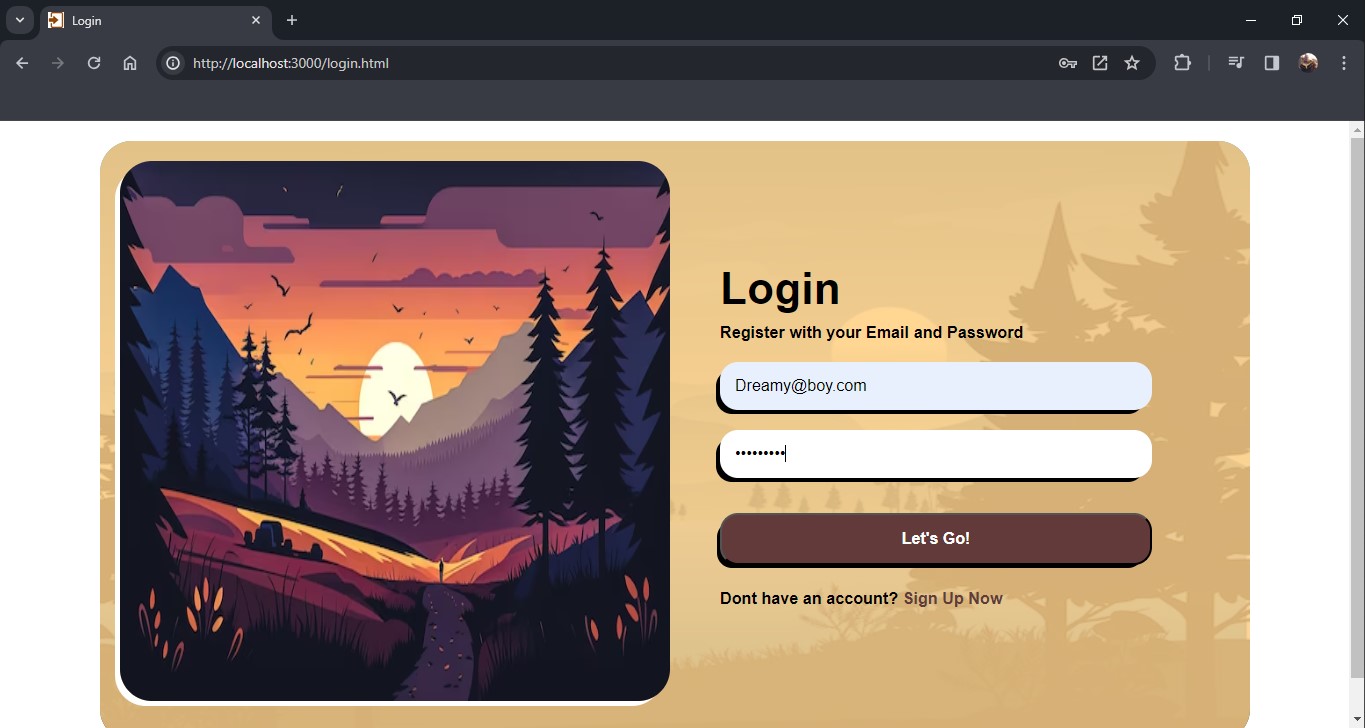 Login
http://localhost:3000/login.html
Login
Register with your Email and Password
Dreamy@boy.com
•••••••••
Let's Go!
Dont have an account? Sign Up Now